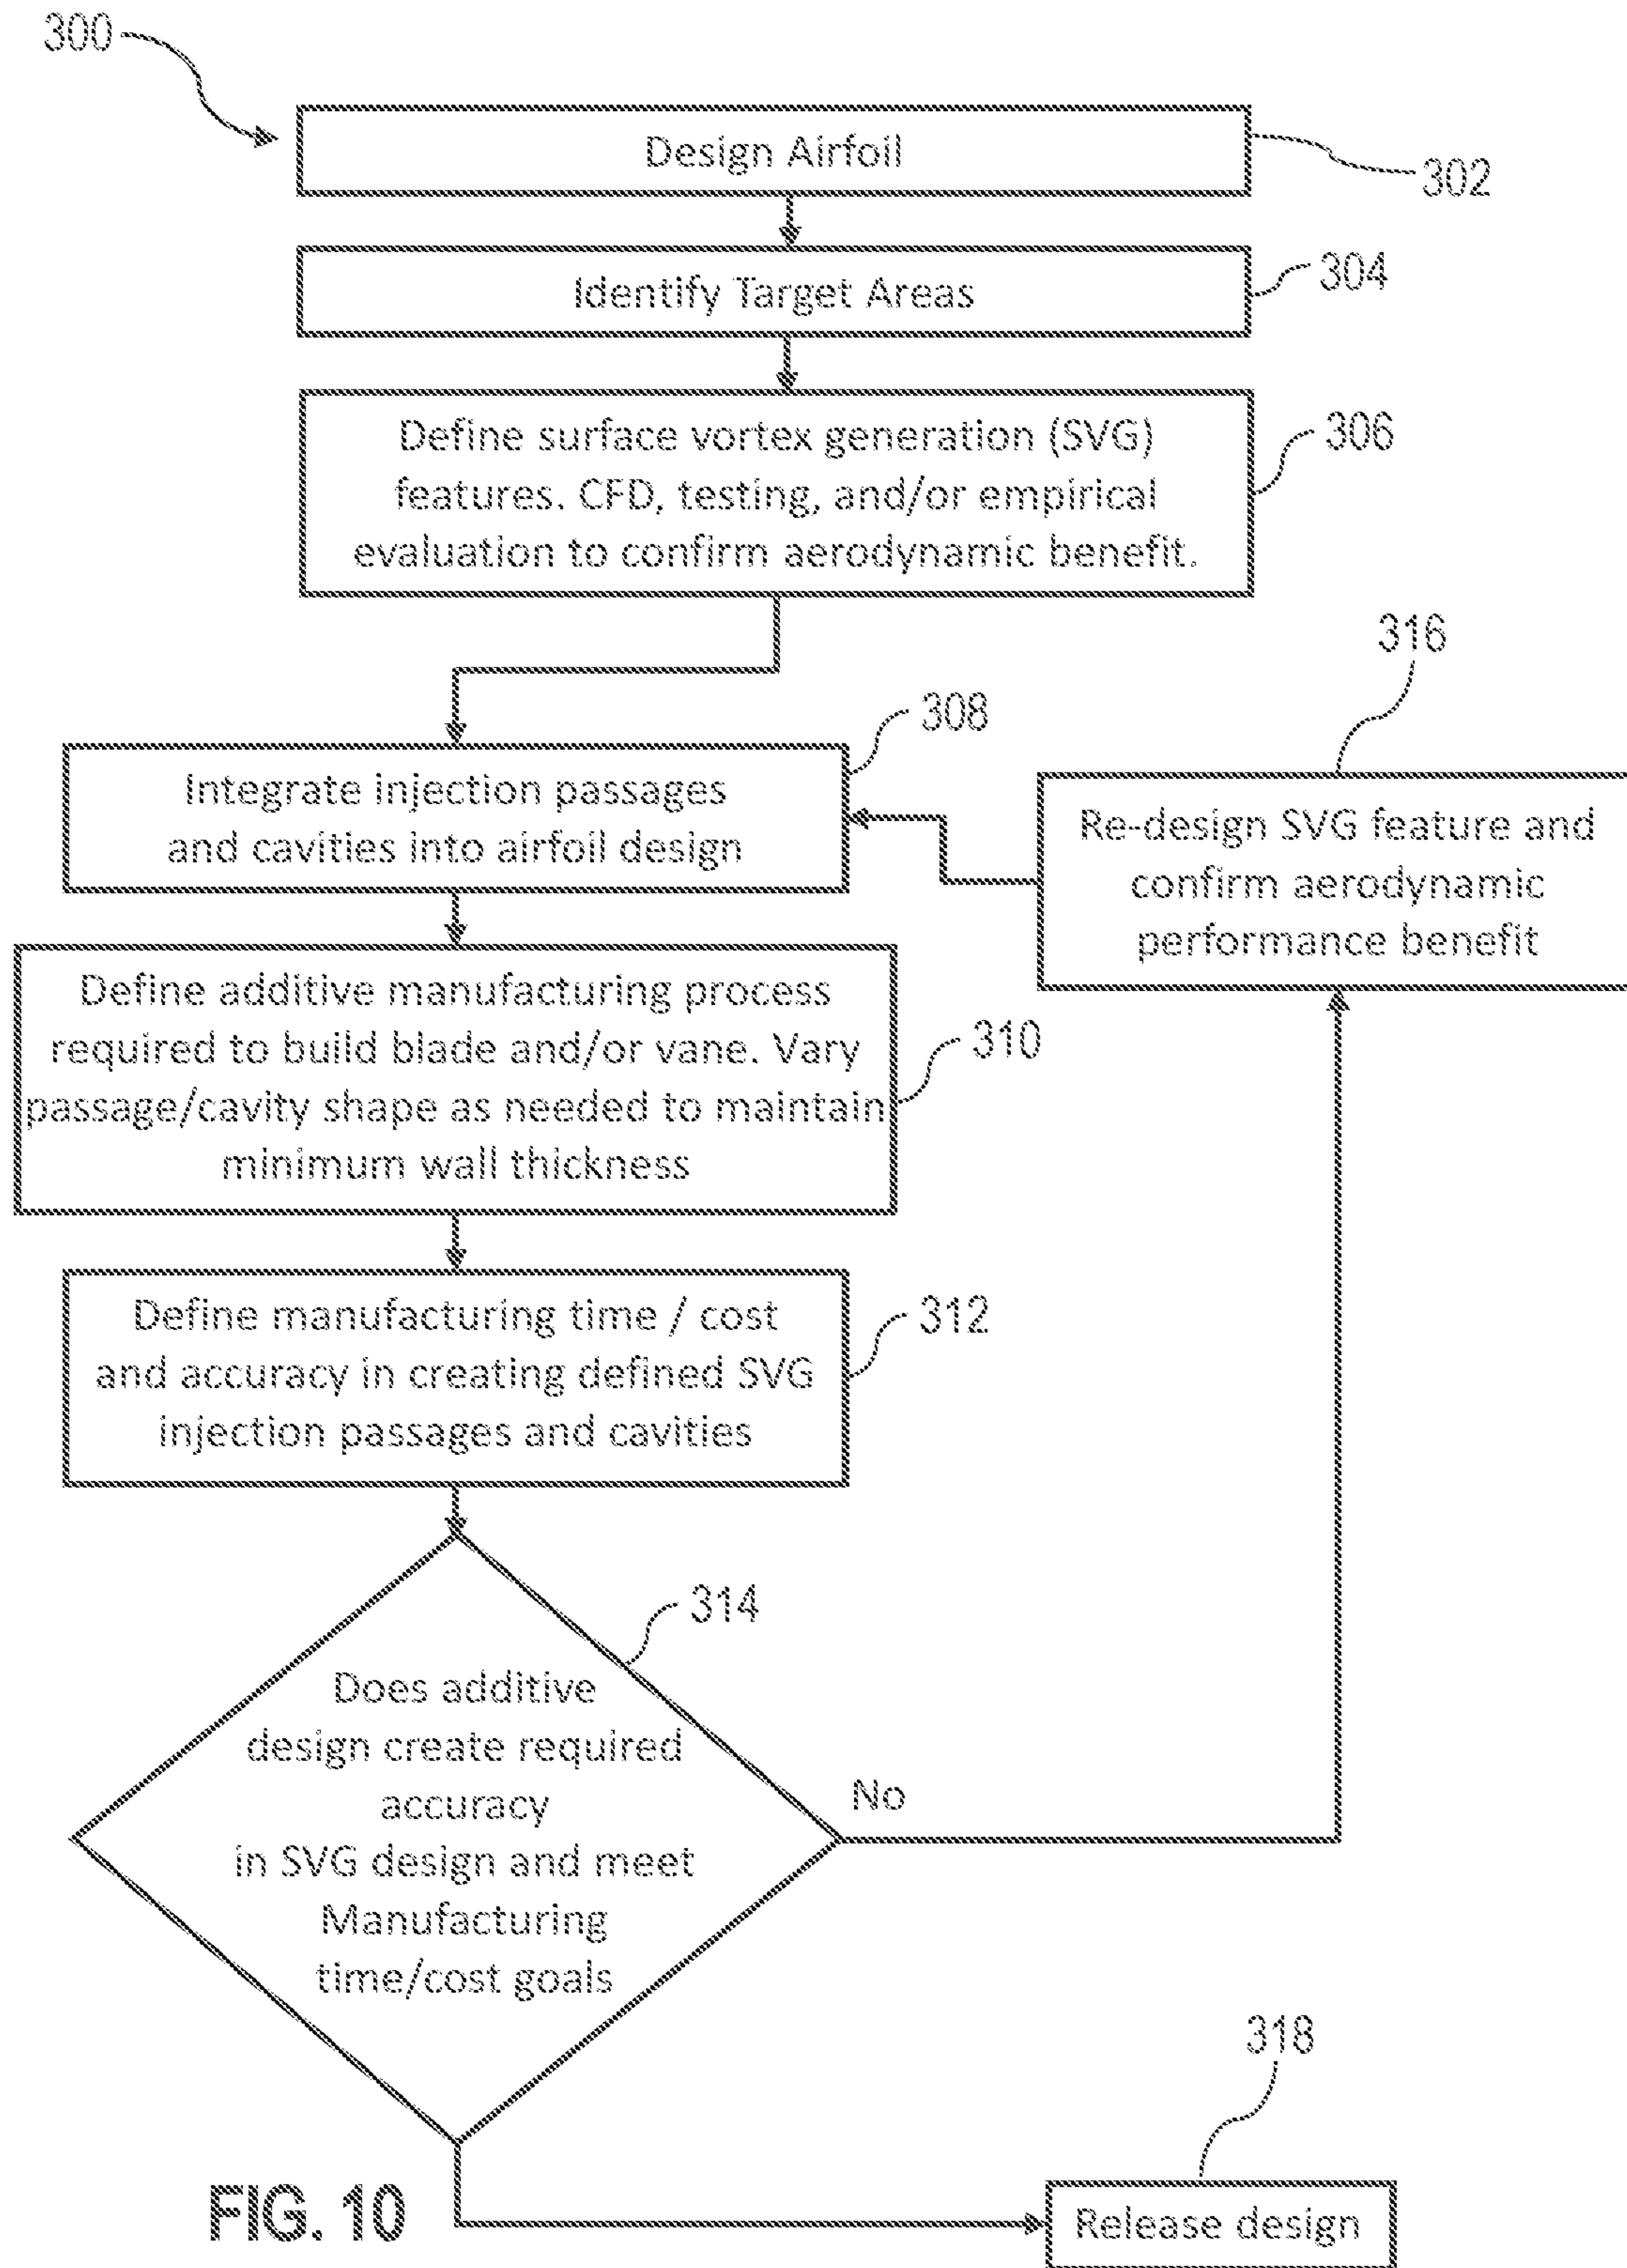 300
Design Airfoil
302
Identify Target Areas
304
Define surface vortex generation (SVG)
features. CFD, testing, and/or empirical
evaluation to confirm aerodynamic benefit.
306
316
308
Integrate injection passages
and cavities into airfoil design
Re-design SVG feature and
confirm aerodynamic
performance benefit
Define additive manufacturing process
required to build blade and/or vane. Vary
passage/cavity shape as needed to maintain
minimum wall thickness
310
Define manufacturing time / cost
and accuracy in creating defined SVG
injection passages and cavities
312
314
Does additive
design create required
accuracy
in SVG design and meet
Manufacturing
time/cost goals
No
318
Release design
FIG. 10